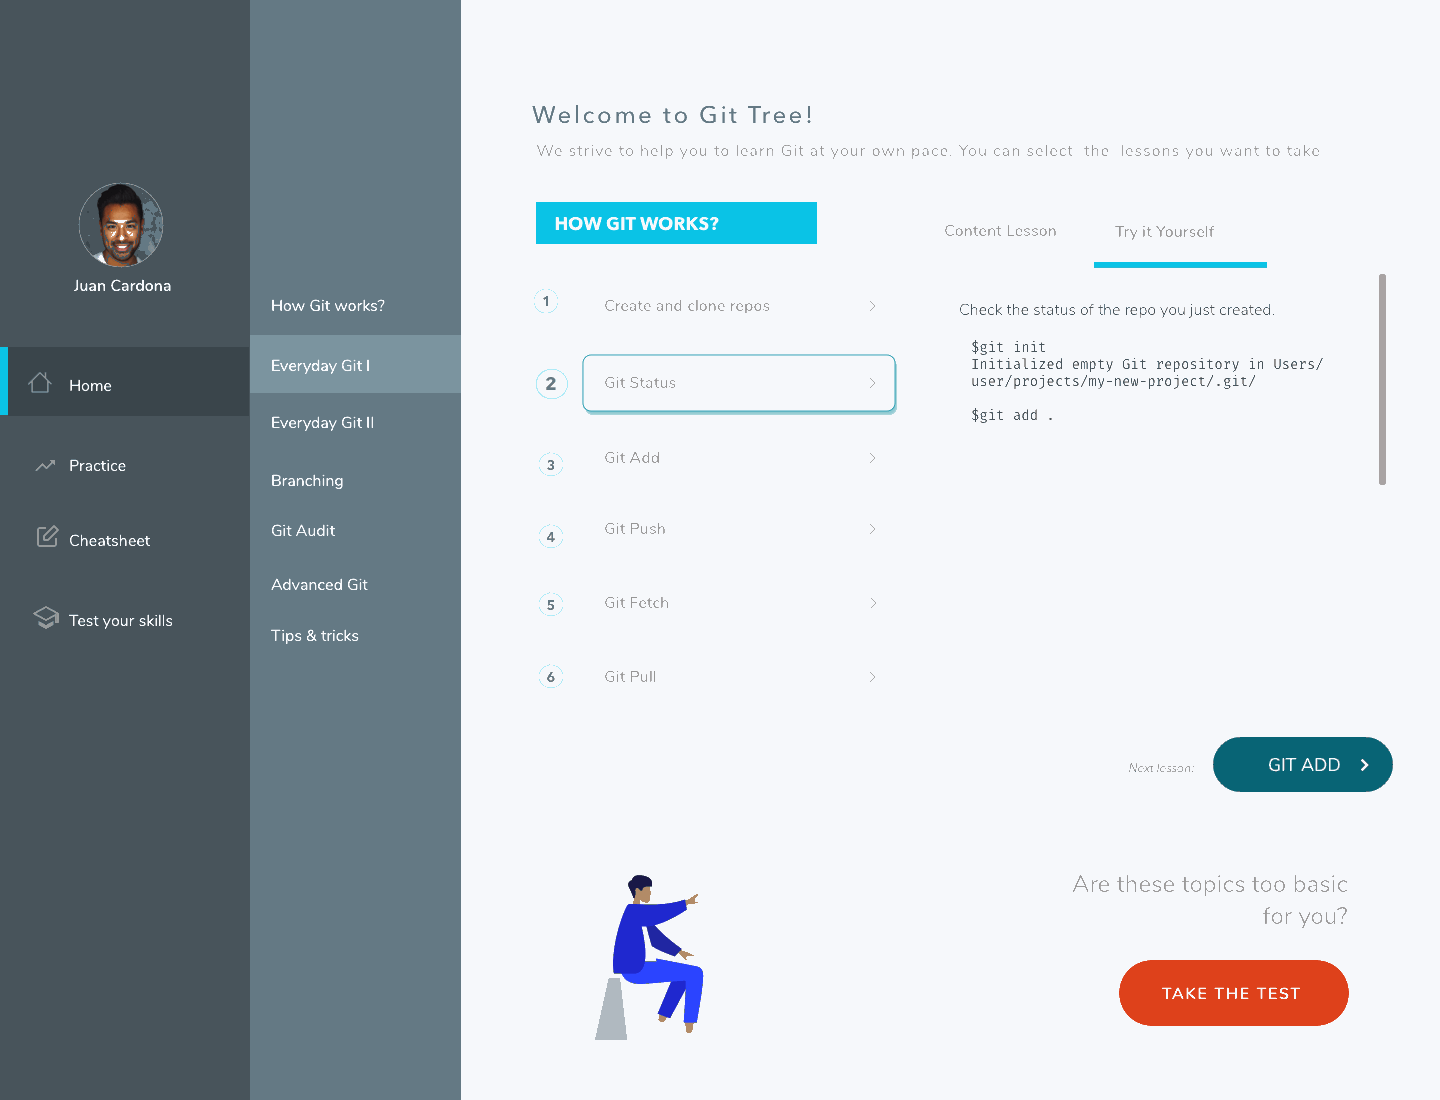 Juan Cardona
Home
Practice
Cheatsheet
Test your skills
How Git works?
Everyday Git I
Everyday Git II
Branching
Git Audit
Advanced Git
Tips & tricks
Welcome to Git Tree!
We strive to help you to learn Git at your own pace. You can select the lessons you want to take
HOW GIT WORKS?
1 Create and clone repos
2 Git Status
3 Git Add
4 Git Push
5 Git Fetch
6 Git Pull
Content Lesson
Try it Yourself
Check the status of the repo you just created.
$git init
Initialized empty Git repository in Users/
user/projects/my-new-project/.git/
$git add .
Next lesson:
GIT ADD
Are these topics too basic
for you?
TAKE THE TEST